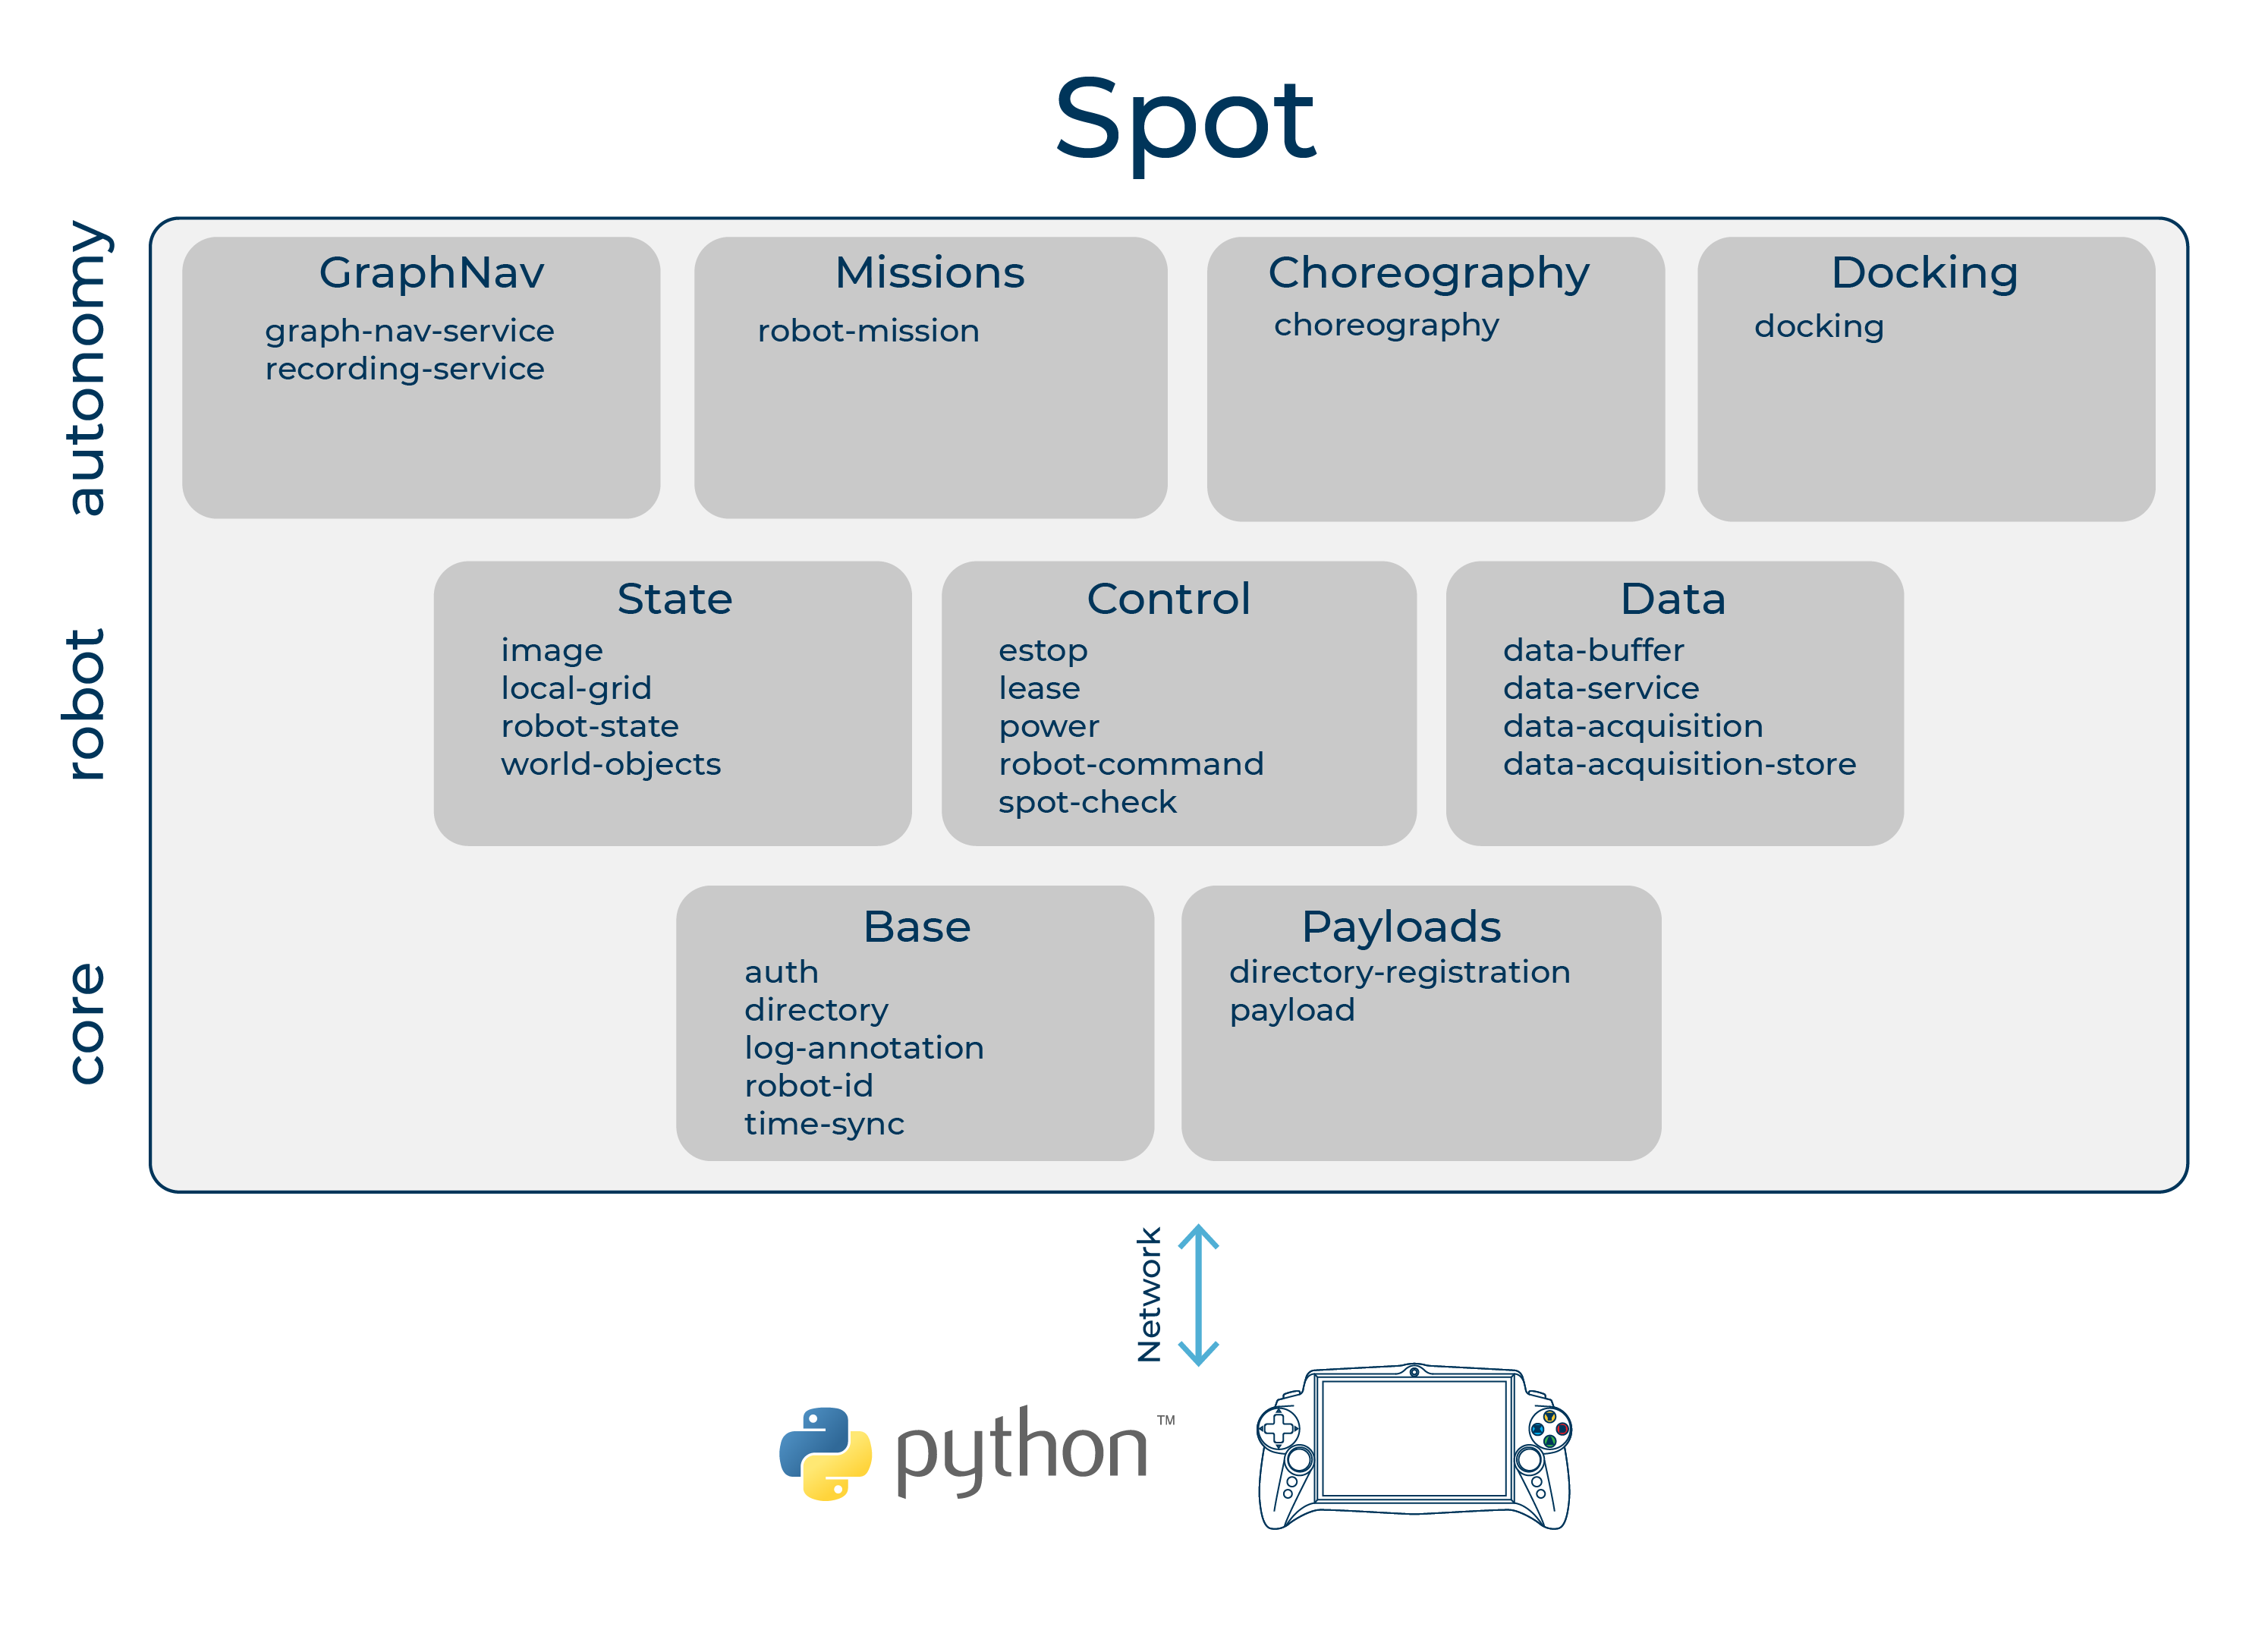 Spot
autonomy
GraphNav
graph-nav-service
recording-service
Missions
robot-mission
Choreography
choreography
Docking
docking
robot
State
image
local-grid
robot-state
world-objects
Control
estop
lease
power
robot-command
spot-check
Data
data-buffer
data-service
data-acquisition
data-acquisition-store
core
Base
auth
directory
log-annotation
robot-id
time-sync
Payloads
directory-registration
payload
Network
python™